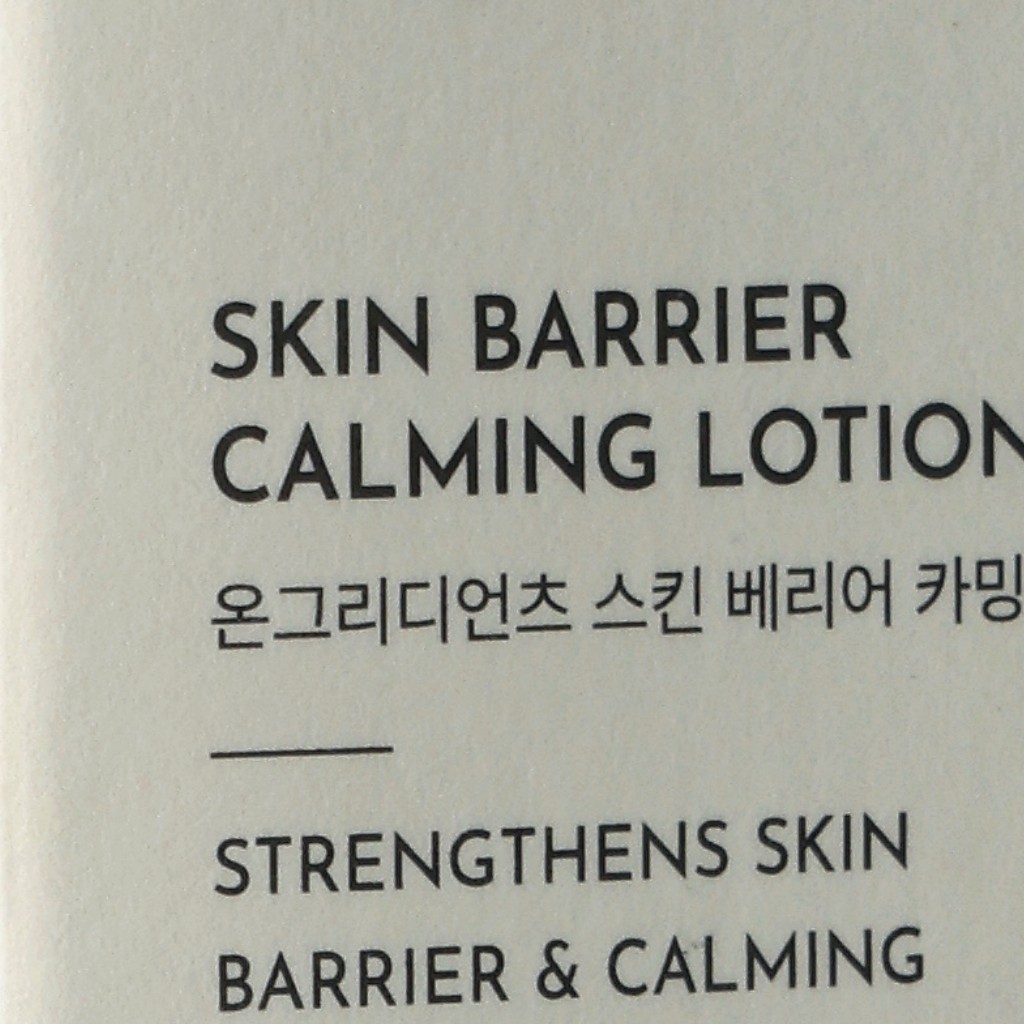 SKIN BARRIER
CALMING LOTION
온그리디언츠 스킨 베리어 카밍
STRENGTHENS SKIN
BARRIER & CALMING